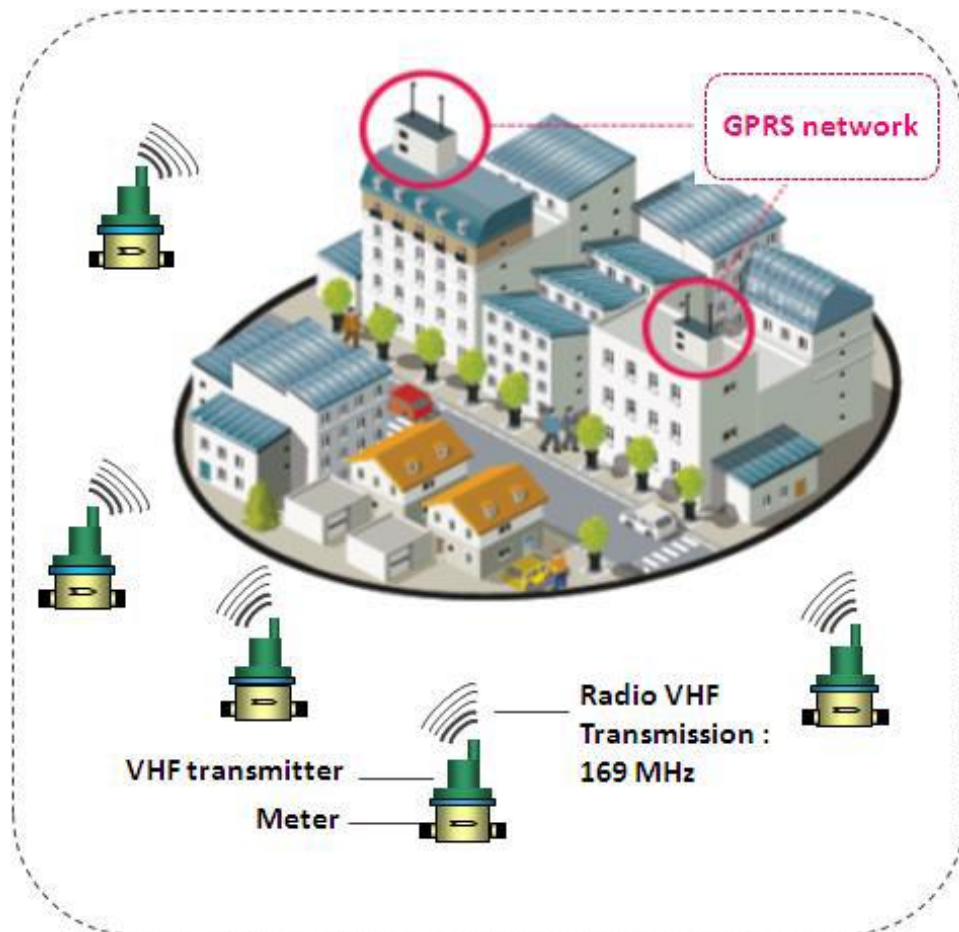 GPRS network
Radio VHF
Transmission :
169 MHz
VHF transmitter
Meter